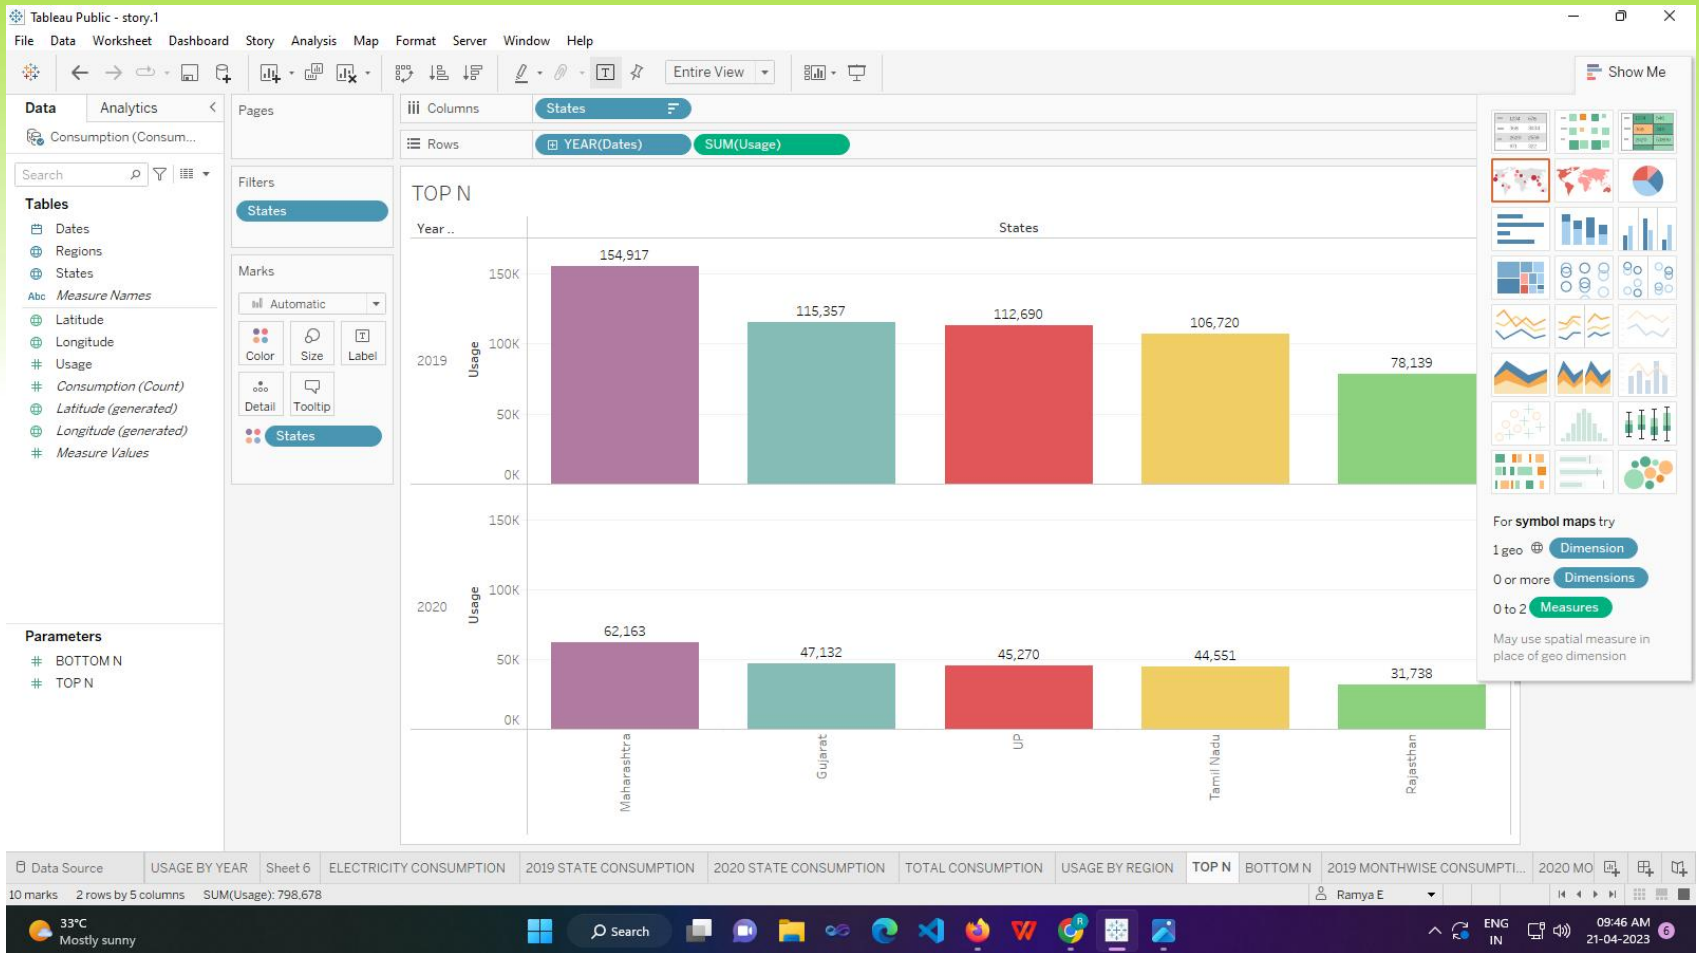 Tableau Public - story.1
File Data Worksheet Dashboard Story Analysis Map Format Server Window Help
Entire View
Show Me
Data Analytics
Consumption (Consum...
Search
Tables
Dates
Regions
States
Abc Measure Names
Latitude
Longitude
# Usage
# Consumption (Count)
Latitude (generated)
Longitude (generated)
# Measure Values
Parameters
# BOTTOM N
# TOP N
Pages
Filters
States
Marks
Automatic
Color Size Label
Detail Tooltip
States
Columns States
Rows YEAR(Dates) SUM(Usage)
TOP N
Year ..
States
2019
Usage
150K
100K
50K
0K
154,917
115,357
112,690
106,720
78,139
2020
Usage
150K
100K
50K
0K
62,163
47,132
45,270
44,551
31,738
Maharashtra
Gujarat
UP
Tamil Nadu
Rajasthan
For symbol maps try
1 geo Dimension
0 or more Dimensions
0 to 2 Measures
May use spatial measure in
place of geo dimension
Data Source USAGE BY YEAR Sheet 6 ELECTRICITY CONSUMPTION 2019 STATE CONSUMPTION 2020 STATE CONSUMPTION TOTAL CONSUMPTION USAGE BY REGION TOP N BOTTOM N 2019 MONTHWISE CONSUMPTI... 2020 MO
10 marks 2 rows by 5 columns SUM(Usage): 798,678
Ramya E
33°C
Mostly sunny
Search
ENG
IN
09:46 AM
21-04-2023
6